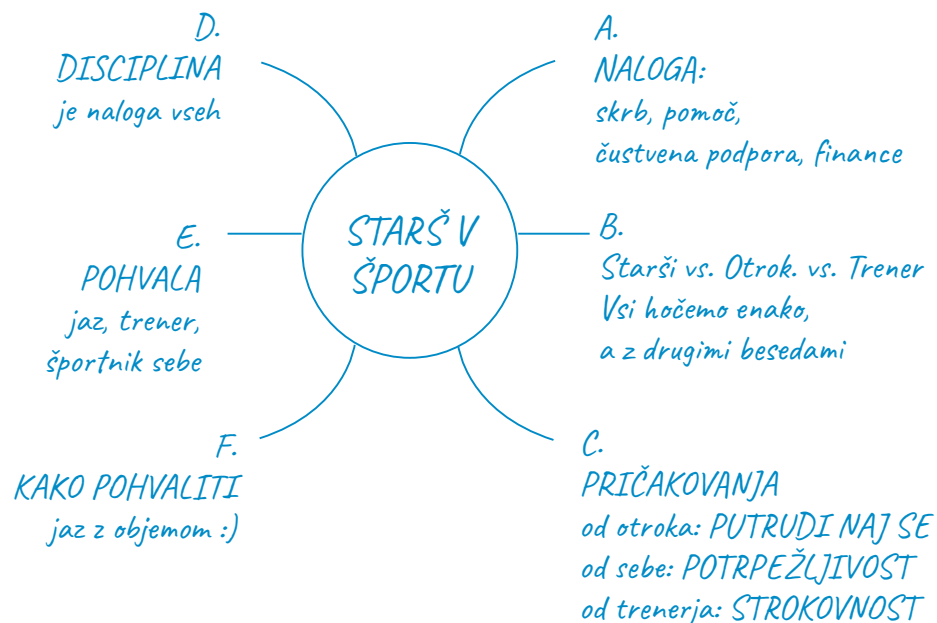 STARŠ V
ŠPORTU
A.
NALOGA:
skrb, pomoč,
čustvena podpora, finance
B.
Starši vs. Otrok. vs. Trener
Vsi hočemo enako,
a z drugimi besedami
C.
PRIČAKOVANJA
od otroka: PUTRUDI NAJ SE
od sebe: POTRPEŽLJIVOST
od trenerja: STROKOVNOST
D.
DISCIPLINA
je naloga vseh
E.
POHVALA
jaz, trener,
športnik sebe
F.
KAKO POHVALITI
jaz z objemom :)